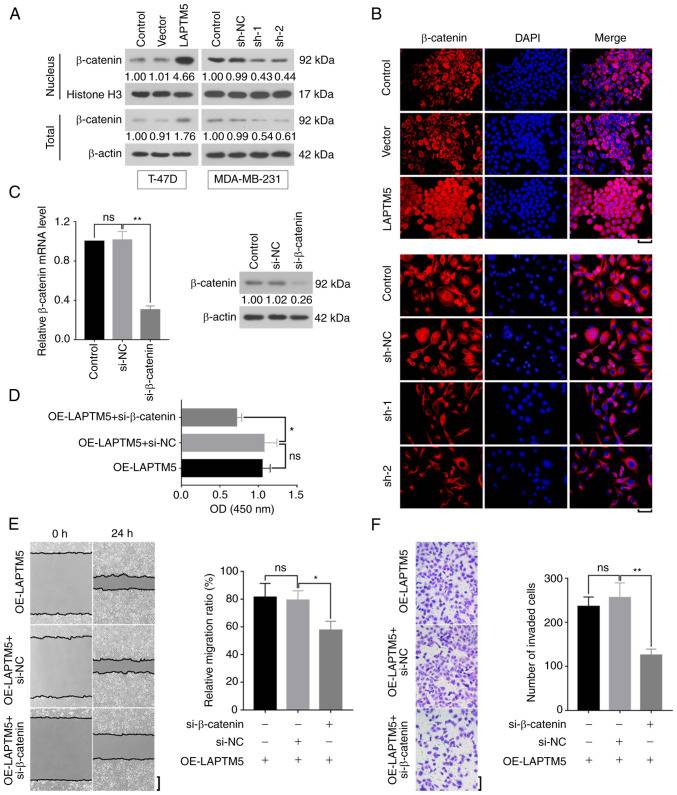 A
Control
Vector
LAPTM5
Control
sh-NC
sh-1
sh-2
Nucleus
β-catenin
92 kDa
1.00 1.01 4.66 1.00 0.99 0.43 0.44
Histone H3
17 kDa
Total
β-catenin
92 kDa
1.00 0.91 1.76 1.00 0.99 0.54 0.61
β-actin
42 kDa
T-47D
MDA-MB-231
B
β-catenin DAPI Merge
Control
Vector
LAPTM5
Control
sh-NC
sh-1
sh-2
C
Relative β-catenin mRNA level
1.2
0.8
0.4
0.0
ns
**
Control
si-NC
si-β-catenin
Control
si-NC
si-β-catenin
β-catenin
92 kDa
1.00 1.02 0.26
β-actin
42 kDa
D
OE-LAPTM5+si-β-catenin
OE-LAPTM5+si-NC
OE-LAPTM5
*
ns
0.0 0.5 1.0 1.5
OD (450 nm)
E
0 h 24 h
OE-LAPTM5
OE-LAPTM5+
si-NC
OE-LAPTM5+
si-β-catenin
Relative migration ratio (%)
100
80
60
40
20
0
ns
*
si-β-catenin − − +
si-NC − + −
OE-LAPTM5 + + +
F
OE-LAPTM5
OE-LAPTM5+
si-NC
OE-LAPTM5+
si-β-catenin
Number of invaded cells
300
200
100
0
ns
**
si-β-catenin − − +
si-NC − + −
OE-LAPTM5 + + +